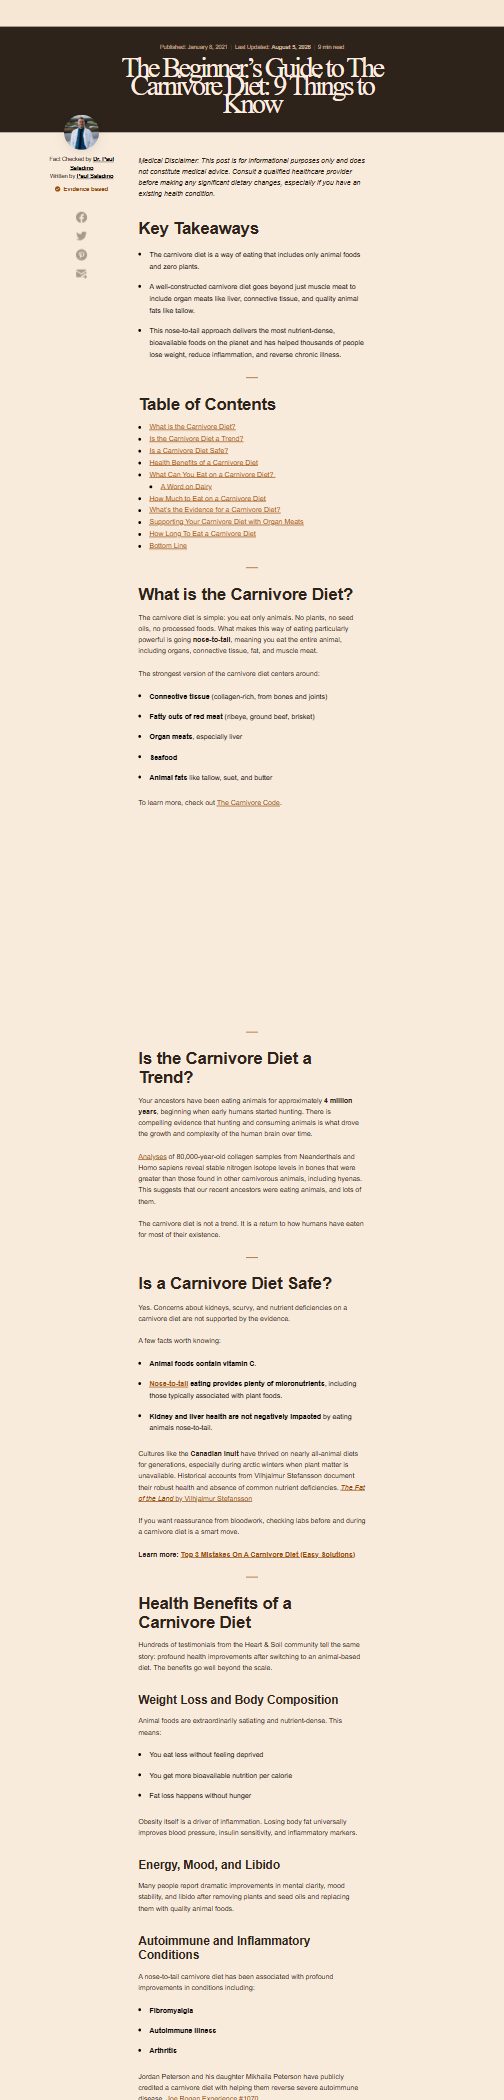 Published: January 8, 2021 | Last Updated: August 5, 2026 | 9 min read
The Beginner's Guide to The
Carnivore Diet: 9 Things to
Know
Fact Checked by Dr. Paul
Saladino
Written by Paul Saladino
Evidence based
Medical Disclaimer: This post is for informational purposes only and does
not constitute medical advice. Consult a qualified healthcare provider
before making any significant dietary changes, especially if you have an
existing health condition.
Key Takeaways
• The carnivore diet is a way of eating that includes only animal foods
and zero plants.
• A well-constructed carnivore diet goes beyond just muscle meat to
include organ meats like liver, connective tissue, and quality animal
fats like tallow.
• This nose-to-tail approach delivers the most nutrient-dense,
bioavailable foods on the planet and has helped thousands of people
lose weight, reduce inflammation, and reverse chronic illness.
Table of Contents
• What is the Carnivore Diet?
• Is the Carnivore Diet a Trend?
• Is a Carnivore Diet Safe?
• Health Benefits of a Carnivore Diet
• What Can You Eat on a Carnivore Diet?
• A Word on Dairy
• How Much to Eat on a Carnivore Diet
• What's the Evidence for a Carnivore Diet?
• Supporting Your Carnivore Diet with Organ Meats
• How Long To Eat a Carnivore Diet
• Bottom Line
What is the Carnivore Diet?
The carnivore diet is simple: you eat only animals. No plants, no seed
oils, no processed foods. What makes this way of eating particularly
powerful is going nose-to-tail, meaning you eat the entire animal,
including organs, connective tissue, fat, and muscle meat.
The strongest version of the carnivore diet centers around:
• Connective tissue (collagen-rich, from bones and joints)
• Fatty cuts of red meat (ribeye, ground beef, brisket)
• Organ meats, especially liver
• Seafood
• Animal fats like tallow, suet, and butter
To learn more, check out The Carnivore Code.
Is the Carnivore Diet a
Trend?
Your ancestors have been eating animals for approximately 4 million
years, beginning when early humans started hunting. There is
compelling evidence that hunting and consuming animals is what drove
the growth and complexity of the human brain over time.
Analyses of 80,000-year-old collagen samples from Neanderthals and
Homo sapiens reveal stable nitrogen isotope levels in bones that were
greater than those found in other carnivorous animals, including hyenas.
This suggests that our recent ancestors were eating animals, and lots of
them.
The carnivore diet is not a trend. It is a return to how humans have eaten
for most of their existence.
Is a Carnivore Diet Safe?
Yes. Concerns about kidneys, scurvy, and nutrient deficiencies on a
carnivore diet are not supported by the evidence.
A few facts worth knowing:
• Animal foods contain vitamin C.
• Nose-to-tail eating provides plenty of micronutrients, including
those typically associated with plant foods.
• Kidney and liver health are not negatively impacted by eating
animals nose-to-tail.
Cultures like the Canadian Inuit have thrived on nearly all-animal diets
for generations, especially during arctic winters when plant matter is
unavailable. Historical accounts from Vilhjalmur Stefansson document
their robust health and absence of common nutrient deficiencies. The Fat
of the Land by Vilhjalmur Stefansson
If you want reassurance from bloodwork, checking labs before and during
a carnivore diet is a smart move.
Learn more: Top 3 Mistakes On A Carnivore Diet (Easy Solutions)
Health Benefits of a
Carnivore Diet
Hundreds of testimonials from the Heart & Soil community tell the same
story: profound health improvements after switching to an animal-based
diet. The benefits go well beyond the scale.
Weight Loss and Body Composition
Animal foods are extraordinarily satiating and nutrient-dense. This
means:
• You eat less without feeling deprived
• You get more bioavailable nutrition per calorie
• Fat loss happens without hunger
Obesity itself is a driver of inflammation. Losing body fat universally
improves blood pressure, insulin sensitivity, and inflammatory markers.
Energy, Mood, and Libido
Many people report dramatic improvements in mental clarity, mood
stability, and libido after removing plants and seed oils and replacing
them with quality animal foods.
Autoimmune and Inflammatory
Conditions
A nose-to-tail carnivore diet has been associated with profound
improvements in conditions including:
• Fibromyalgia
• Autoimmune illness
• Arthritis
Jordan Peterson and his daughter Mikhaila Peterson have publicly
credited a carnivore diet with helping them reverse severe autoimmune
disease. Joe Rogan Experience #1070